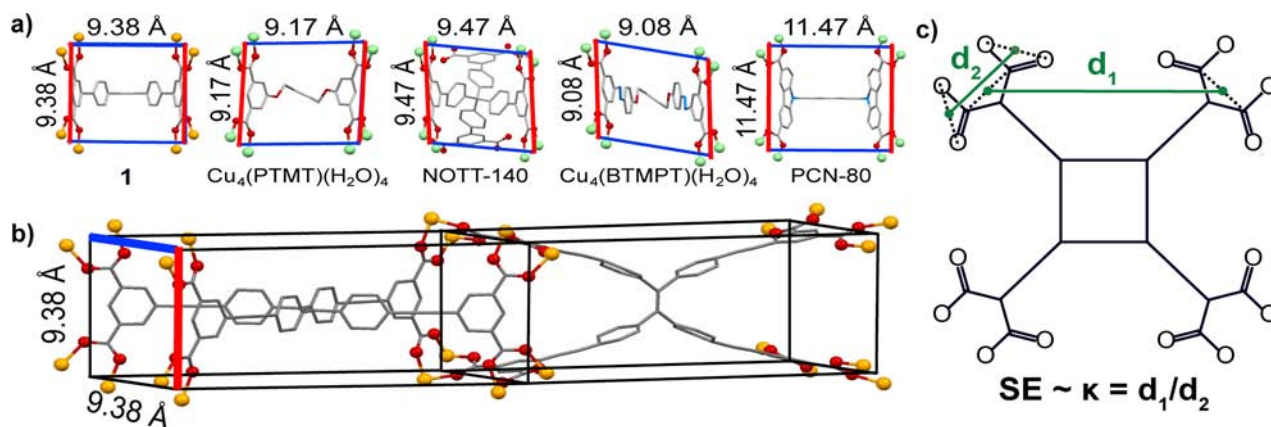 a) 9.38 Å 9.17 Å 9.47 Å 9.08 Å 11.47 Å
9.38 Å 9.17 Å 9.47 Å 9.08 Å 11.47 Å
1 Cu₄(PTMT)(H₂O)₄ NOTT-140 Cu₄(BTMPT)(H₂O)₄ PCN-80
b)
9.38 Å
9.38 Å
c)
O O O O
d₂ d₁
O O O O
O O O O
O O O O
SE ~ κ = d₁/d₂